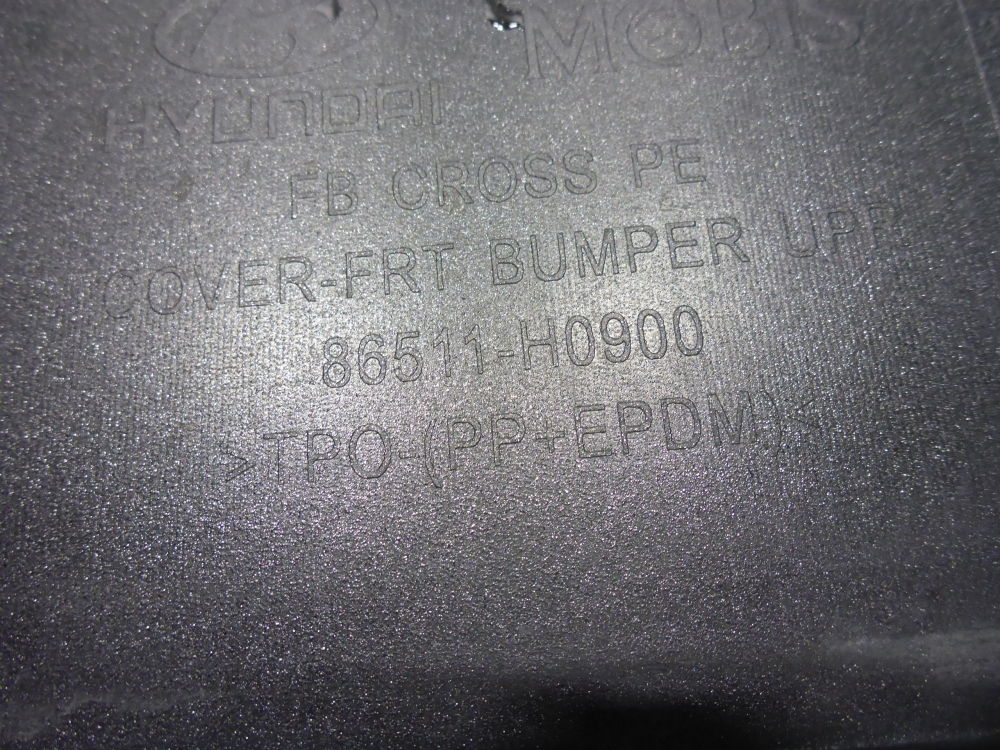 MOBIS
HYUNDAI
FB CROSS PE
COVER-FRT BUMPER UPR
86511-H0900
>TPO-(PP+EPDM)<